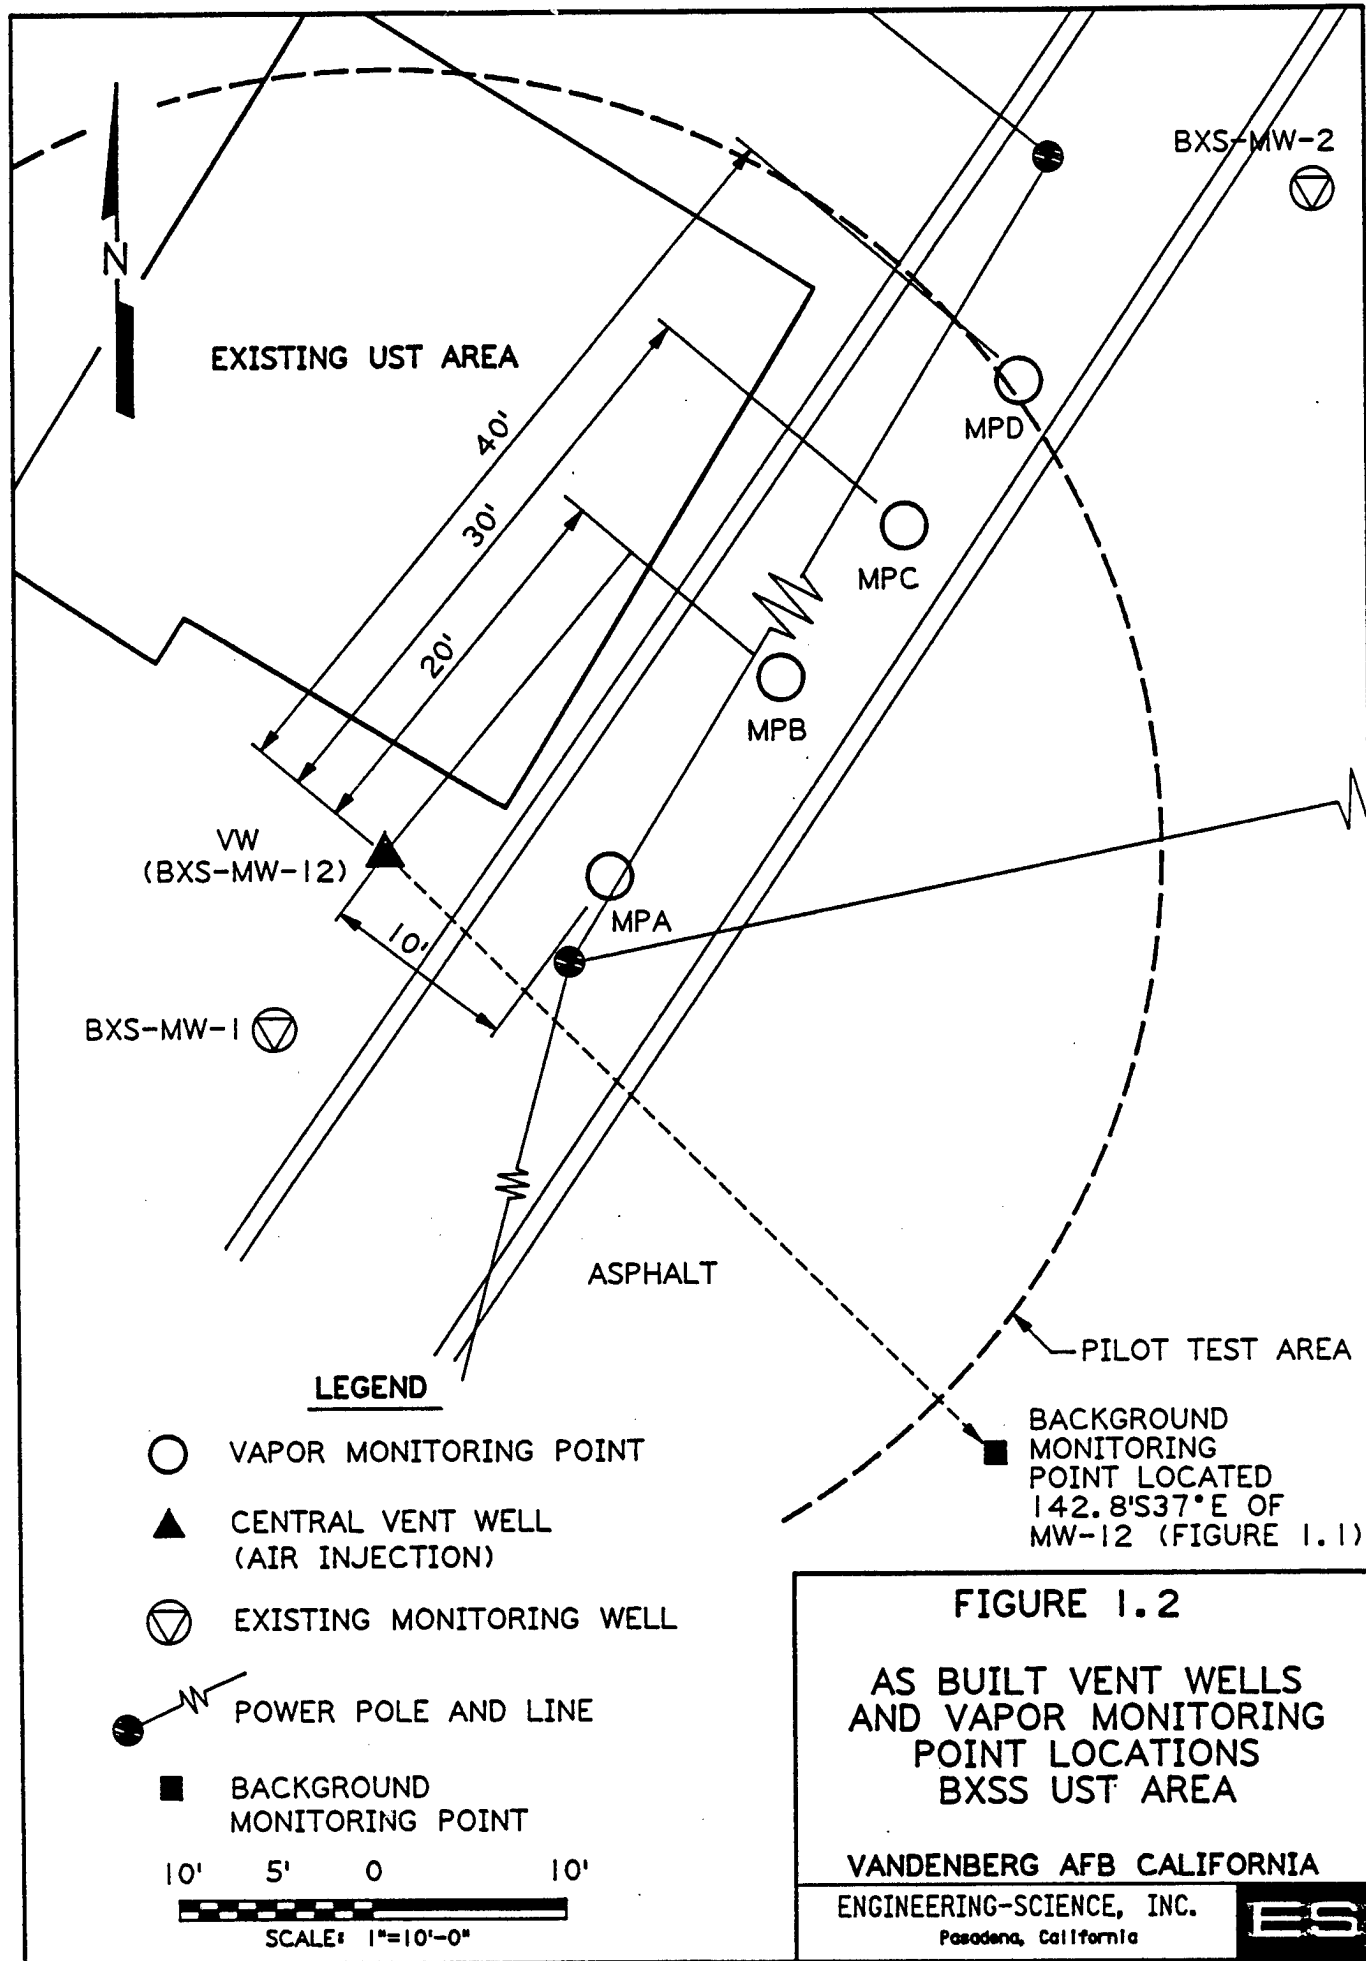 BXS-MW-2
N
EXISTING UST AREA
40'
30'
20'
MPD
MPC
MPB
VW
(BXS-MW-12)
MPA
10'
BXS-MW-1
ASPHALT
PILOT TEST AREA
BACKGROUND
MONITORING
POINT LOCATED
142.8'S37°E OF
MW-12 (FIGURE 1.1)
LEGEND
VAPOR MONITORING POINT
CENTRAL VENT WELL
(AIR INJECTION)
EXISTING MONITORING WELL
POWER POLE AND LINE
BACKGROUND
MONITORING POINT
10' 5' 0 10'
SCALE: 1"=10'-0"
FIGURE 1.2
AS BUILT VENT WELLS
AND VAPOR MONITORING
POINT LOCATIONS
BXSS UST AREA
VANDENBERG AFB CALIFORNIA
ENGINEERING-SCIENCE, INC.
Pasadena, California
ES